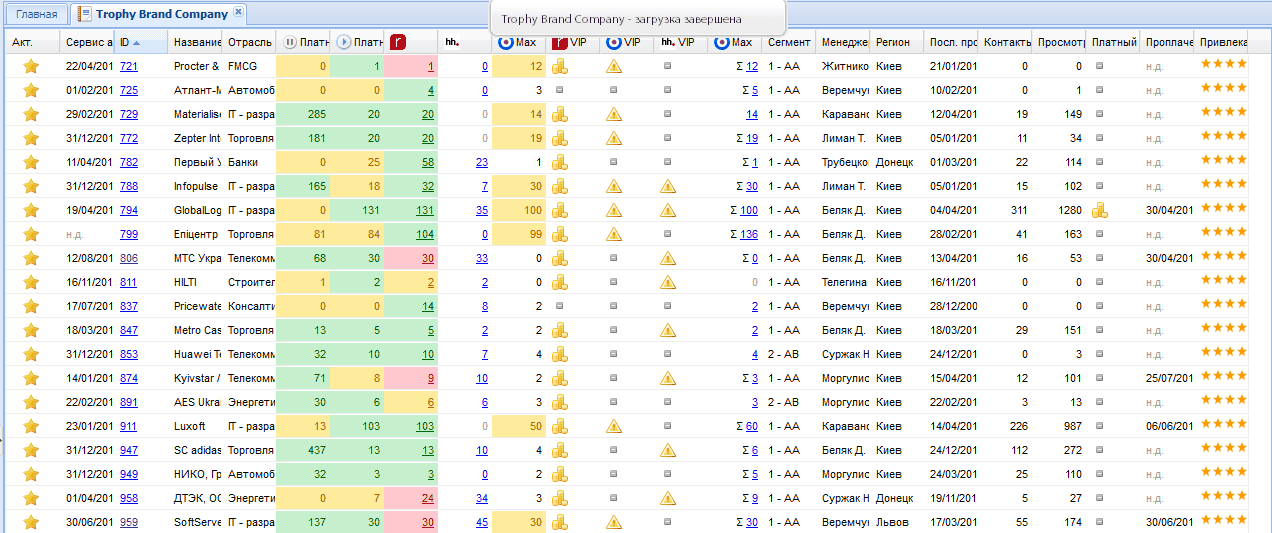 Главная Trophy Brand Company
Trophy Brand Company - загрузка завершена
Акт. Сервис а ID Название Отрасль Платн Платн r hh. Max r VIP VIP hh. VIP Max Сегмент Менедже Регион Посл. про Контакть Просмотр Платный Проплаче Привлека
22/04/201 721 Procter & FMCG 0 1 1 0 12 Σ 12 1 - AA Житнико Киев 21/01/201 0 0 н.д.
01/02/201 725 Атлант-М Автомоб 0 0 4 0 3 Σ 5 1 - AA Веремчук Киев 10/02/201 0 1 н.д.
29/02/201 729 Materialise IT - разра 285 20 20 0 14 14 1 - AA Каравано Киев 12/04/201 19 149 н.д.
31/12/201 772 Zepter Int Торговля 181 20 20 0 19 Σ 19 1 - AA Лиман Т. Киев 05/01/201 11 34 н.д.
11/04/201 782 Первый У Банки 0 25 58 23 1 Σ 1 1 - AA Трубецко Донецк 01/03/201 22 114 н.д.
31/12/201 788 Infopulse IT - разра 165 18 32 7 30 Σ 30 1 - AA Лиман Т. Киев 05/01/201 15 102 н.д.
19/04/201 794 GlobalLog IT - разра 0 131 131 35 100 Σ 100 1 - AA Беляк Д. Киев 04/04/201 311 1280 30/04/201
н.д. 799 Епіцентр Торговля 81 84 104 0 99 Σ 136 1 - AA Беляк Д. Киев 28/02/201 41 163 н.д.
12/08/201 806 МТС Укра Телекомм 68 30 30 33 0 Σ 0 1 - AA Беляк Д. Киев 13/04/201 16 53 30/04/201
16/11/201 811 HILTI Строител 1 2 2 2 0 0 1 - AA Телегина Киев 16/11/201 0 0 н.д.
17/07/201 837 Pricewate Консалти 0 0 14 8 2 2 1 - AA Веремчук Киев 28/12/200 0 0 н.д.
18/03/201 847 Metro Cas Торговля 13 5 5 2 2 2 1 - AA Беляк Д. Киев 18/03/201 29 151 н.д.
31/12/201 853 Huawei Te Телекомм 32 10 10 7 4 4 2 - AB Суржак Н Киев 24/12/201 0 3 н.д.
14/01/201 874 Kyivstar / Телекомм 71 8 9 10 2 Σ 3 1 - AA Моргулис Киев 15/04/201 12 101 25/07/201
22/02/201 891 AES Ukrai Энергети 30 6 6 6 3 3 2 - AB Моргулис Киев 22/02/201 3 13 н.д.
23/01/201 911 Luxoft IT - разра 13 103 103 0 50 Σ 60 1 - AA Каравано Киев 14/04/201 226 987 06/06/201
31/12/201 947 SC adidas IT - разра 437 13 13 10 4 Σ 6 1 - AA Беляк Д. Киев 24/12/201 112 272 н.д.
31/12/201 949 НИКО, Гр Автомоб 32 3 3 0 2 Σ 5 1 - AA Моргулис Киев 24/03/201 25 110 н.д.
01/04/201 958 ДТЭК, ОС Энергети 0 7 24 34 3 Σ 9 1 - AA Суржак Н Донецк 19/11/201 5 27 н.д.
30/06/201 959 SoftServe IT - разра 137 30 30 45 30 Σ 30 1 - AA Веремчук Львов 17/03/201 55 174 30/06/201